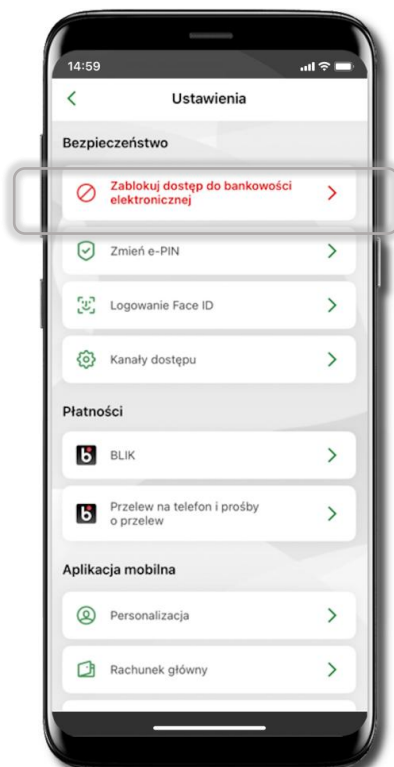 14:59
Ustawienia
Bezpieczeństwo
Zablokuj dostęp do bankowości
elektronicznej
Zmień e-PIN
Logowanie Face ID
Kanały dostępu
Płatności
BLIK
Przelew na telefon i prośby
o przelew
Aplikacja mobilna
Personalizacja
Rachunek główny